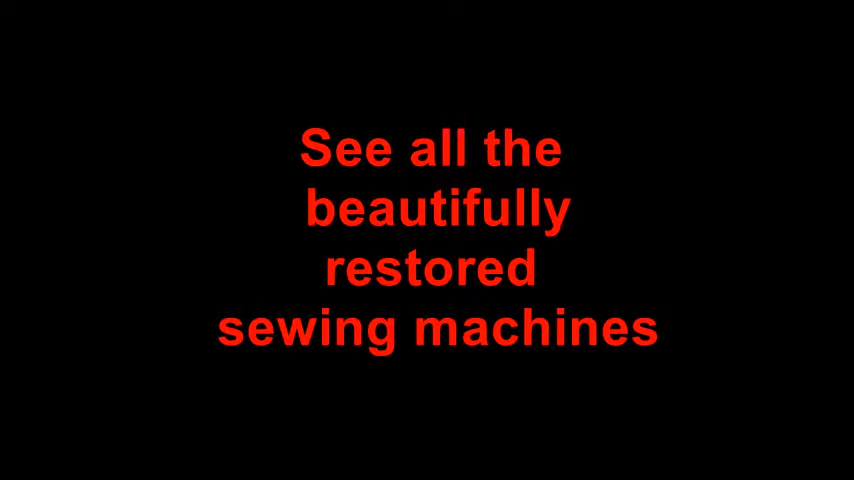 See all the
beautifully
restored
sewing machines